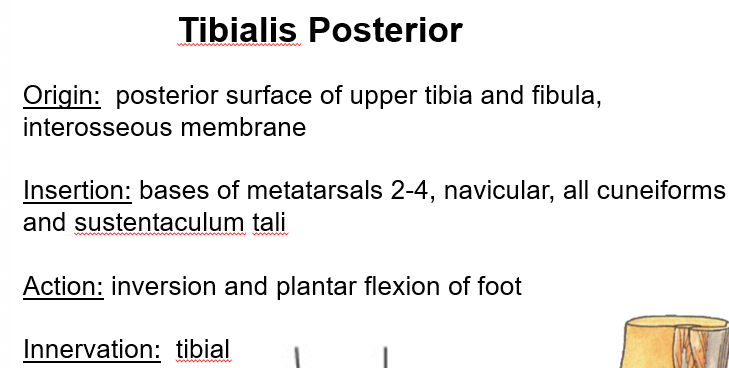 Tibialis Posterior
Origin:  posterior surface of upper tibia and fibula,
interosseous membrane
Insertion: bases of metatarsals 2-4, navicular, all cuneiforms
and sustentaculum tali
Action: inversion and plantar flexion of foot
Innervation:  tibial